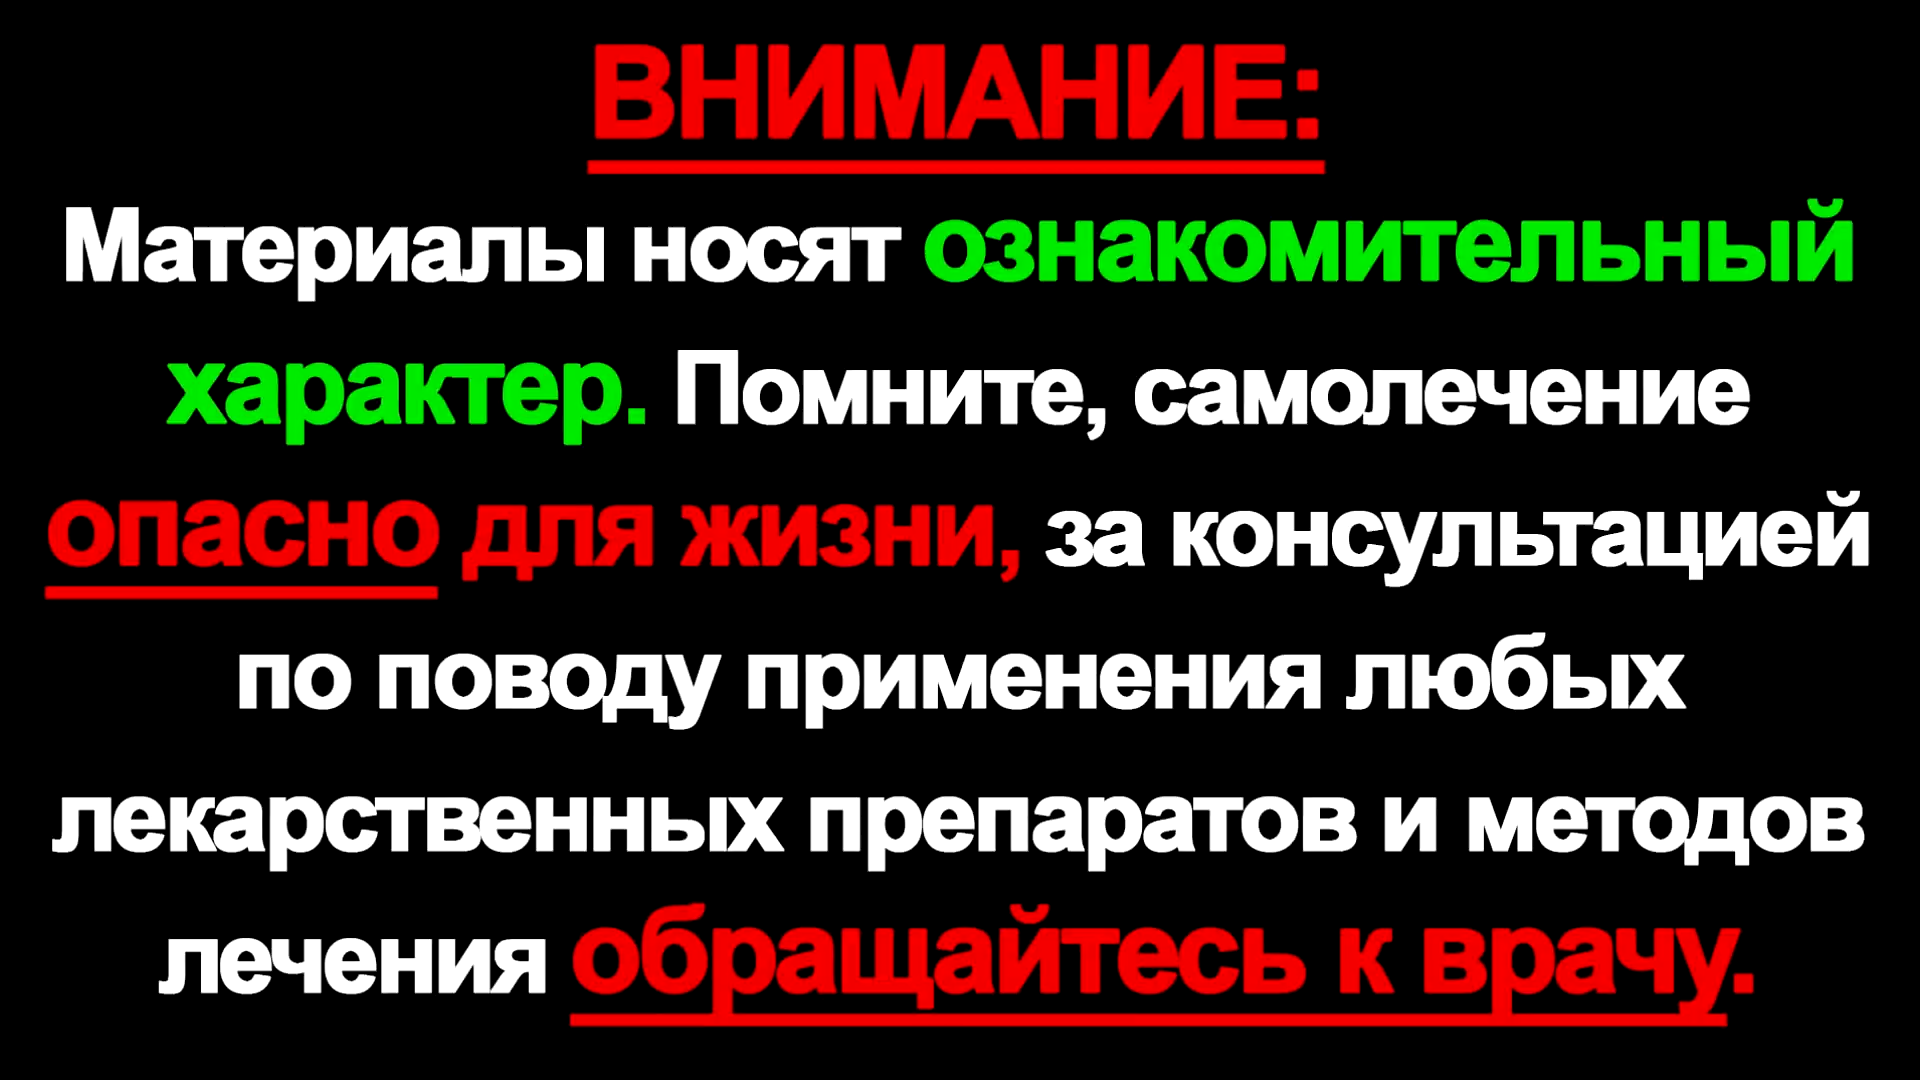 ВНИМАНИЕ:
Материалы носят ознакомительный
характер. Помните, самолечение
опасно для жизни, за консультацией
по поводу применения любых
лекарственных препаратов и методов
лечения обращайтесь к врачу.